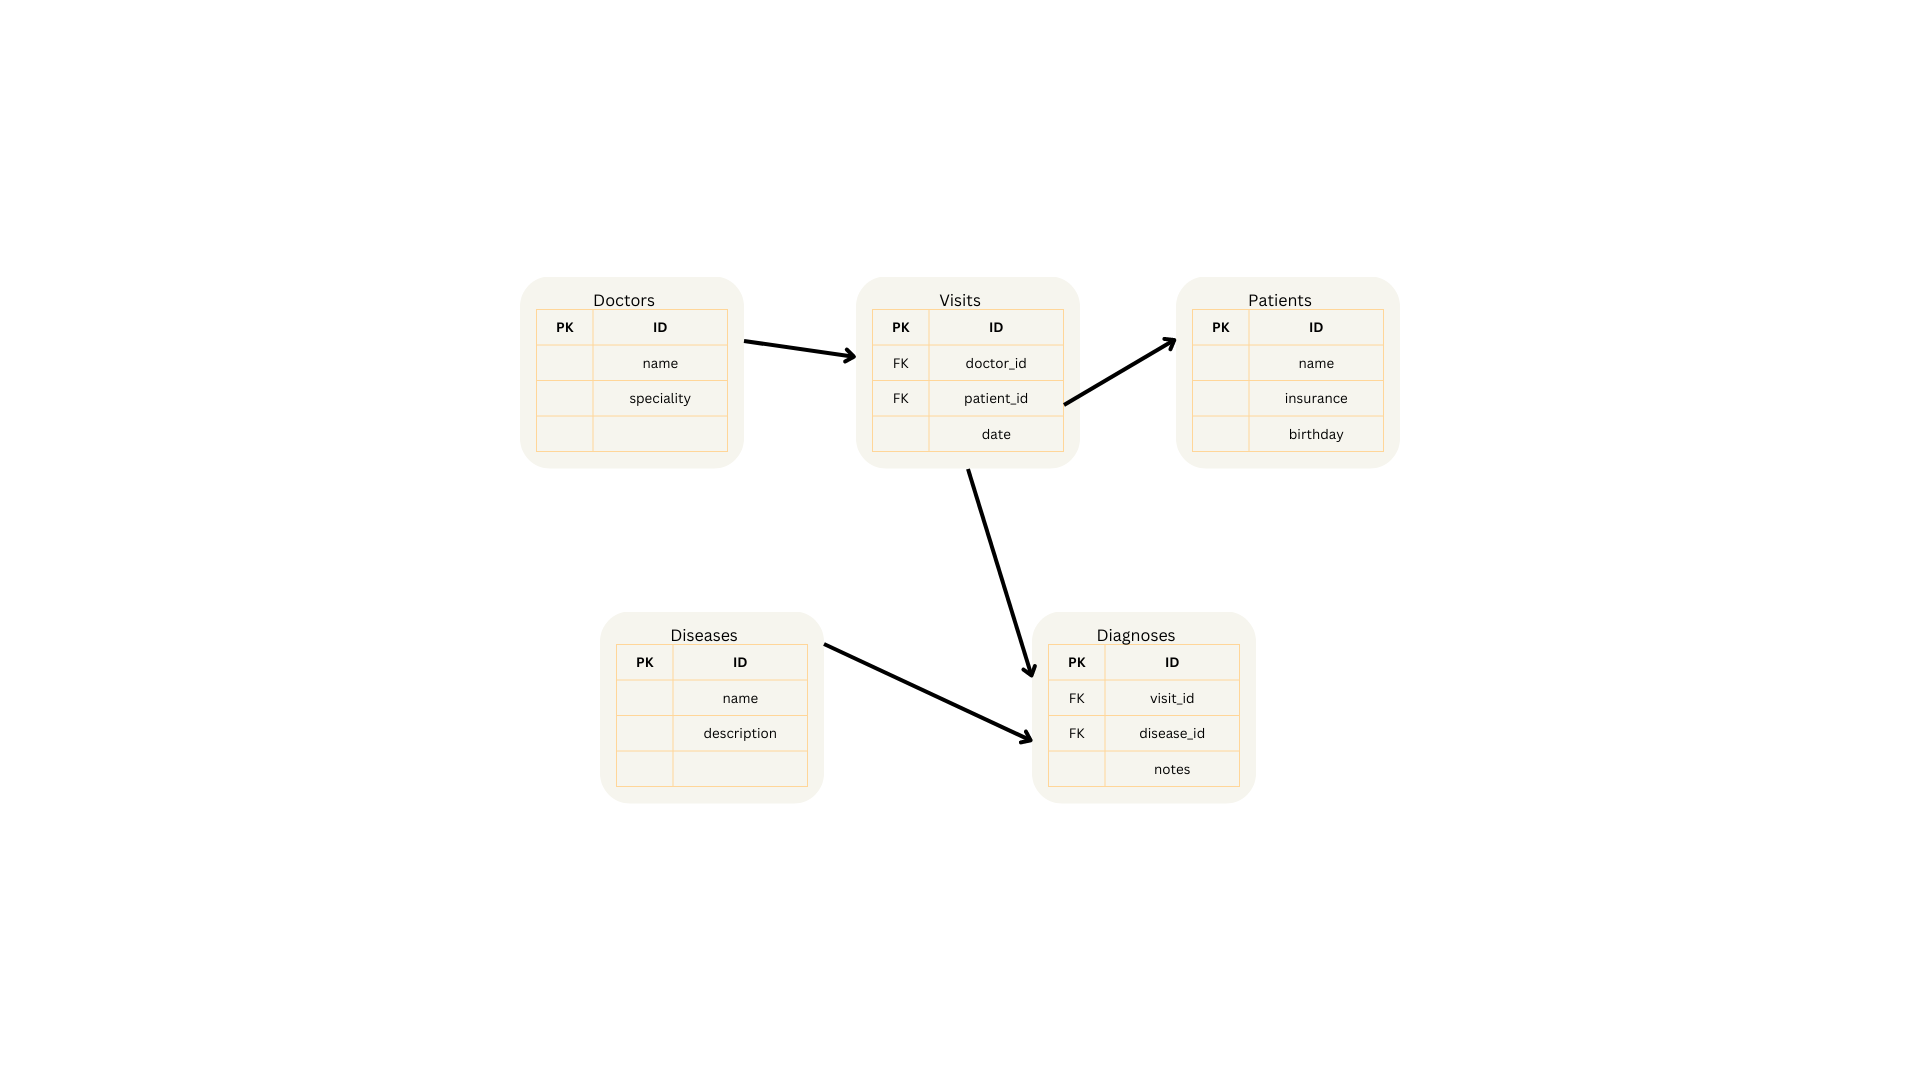 Doctors
PK ID
name
speciality
Visits
PK ID
FK doctor_id
FK patient_id
date
Patients
PK ID
name
insurance
birthday
Diseases
PK ID
name
description
Diagnoses
PK ID
FK visit_id
FK disease_id
notes